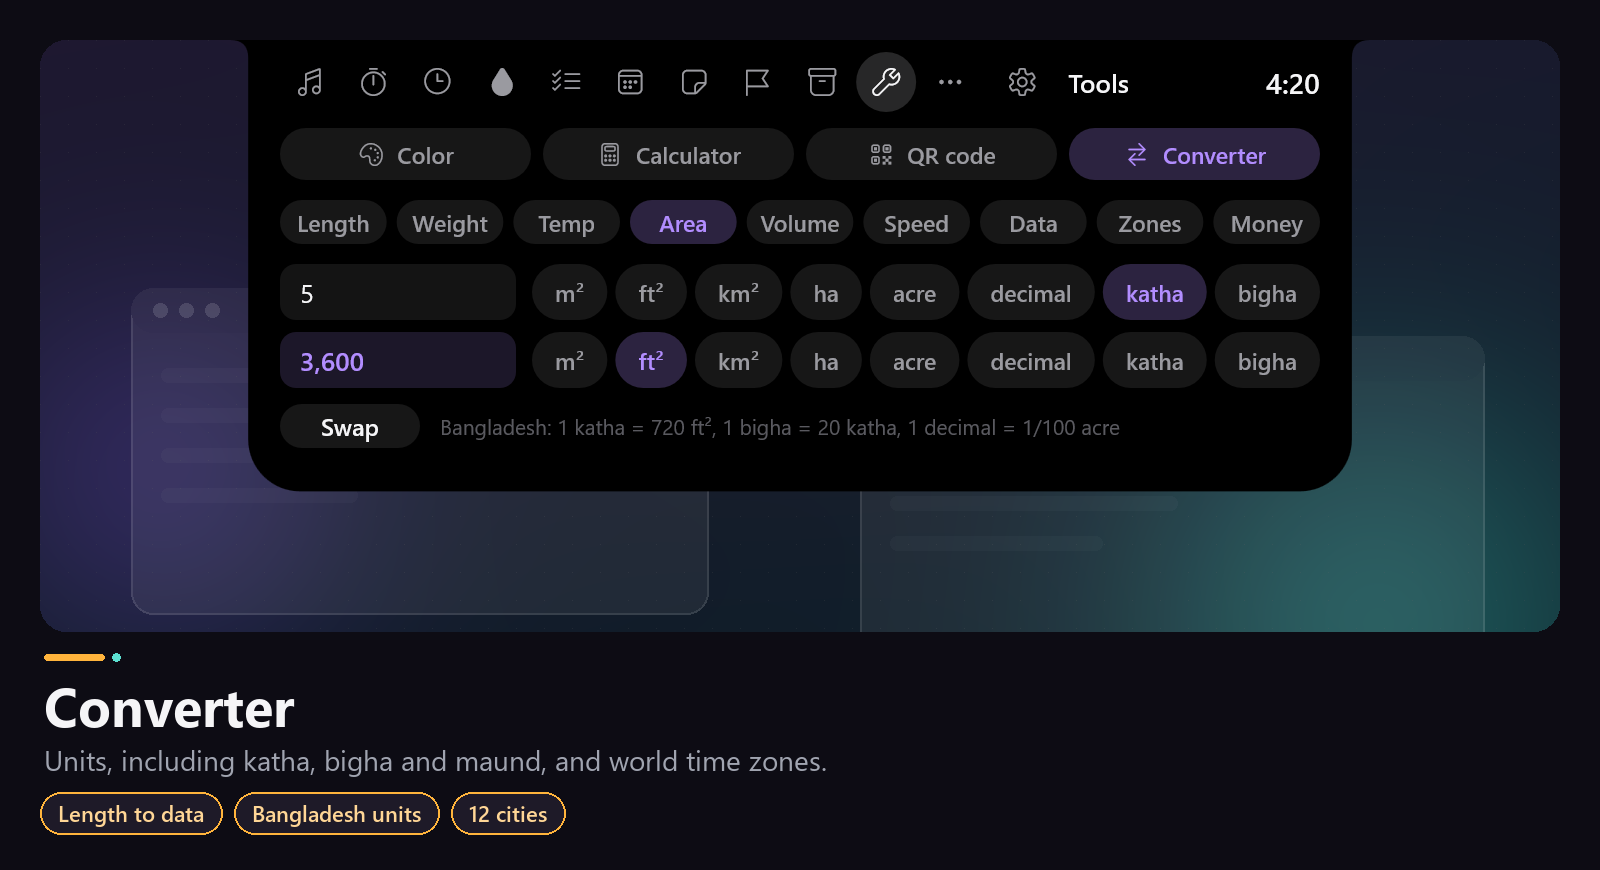 Tools 4:20
Color Calculator QR code Converter
Length Weight Temp Area Volume Speed Data Zones Money
5 m² ft² km² ha acre decimal katha bigha
3,600 m² ft² km² ha acre decimal katha bigha
Swap Bangladesh: 1 katha = 720 ft², 1 bigha = 20 katha, 1 decimal = 1/100 acre
Converter
Units, including katha, bigha and maund, and world time zones.
Length to data Bangladesh units 12 cities